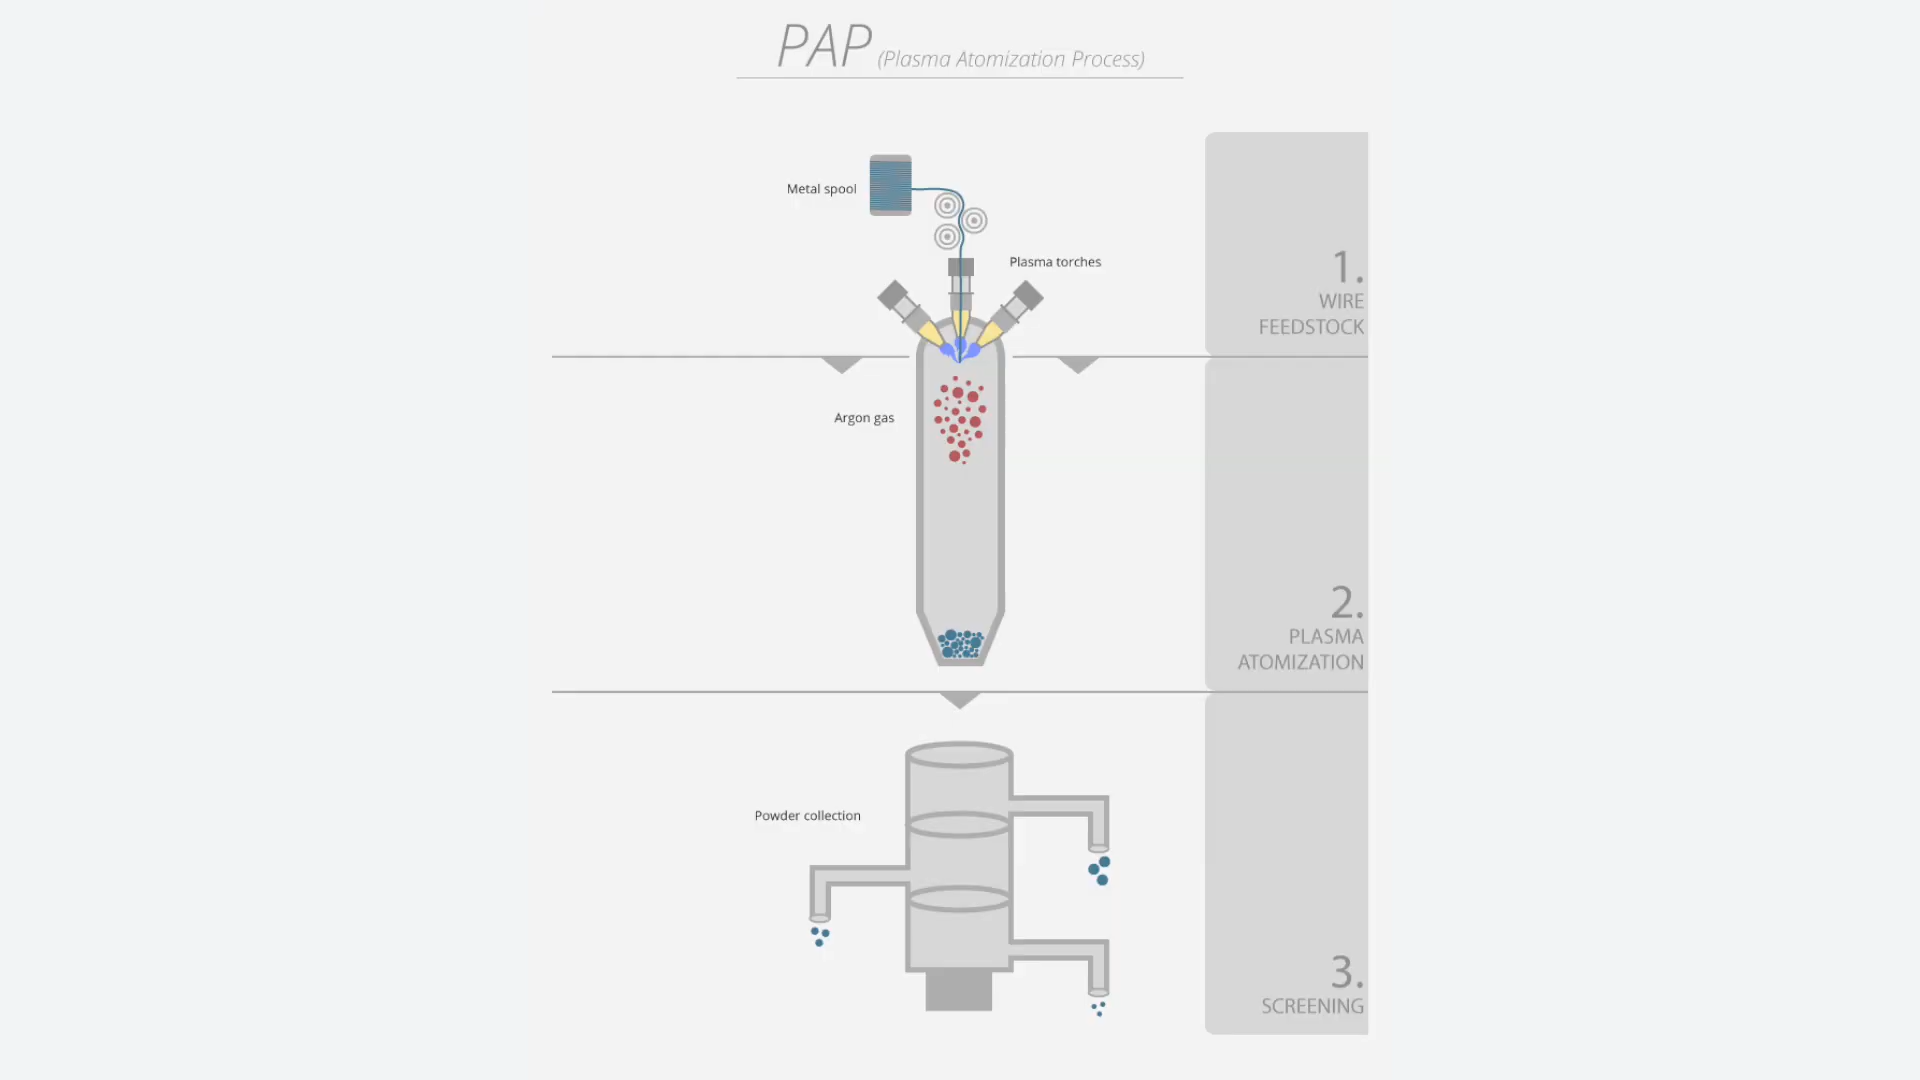 PAP (Plasma Atomization Process)
Metal spool
Plasma torches
1.
WIRE
FEEDSTOCK
Argon gas
2.
PLASMA
ATOMIZATION
Powder collection
3.
SCREENING